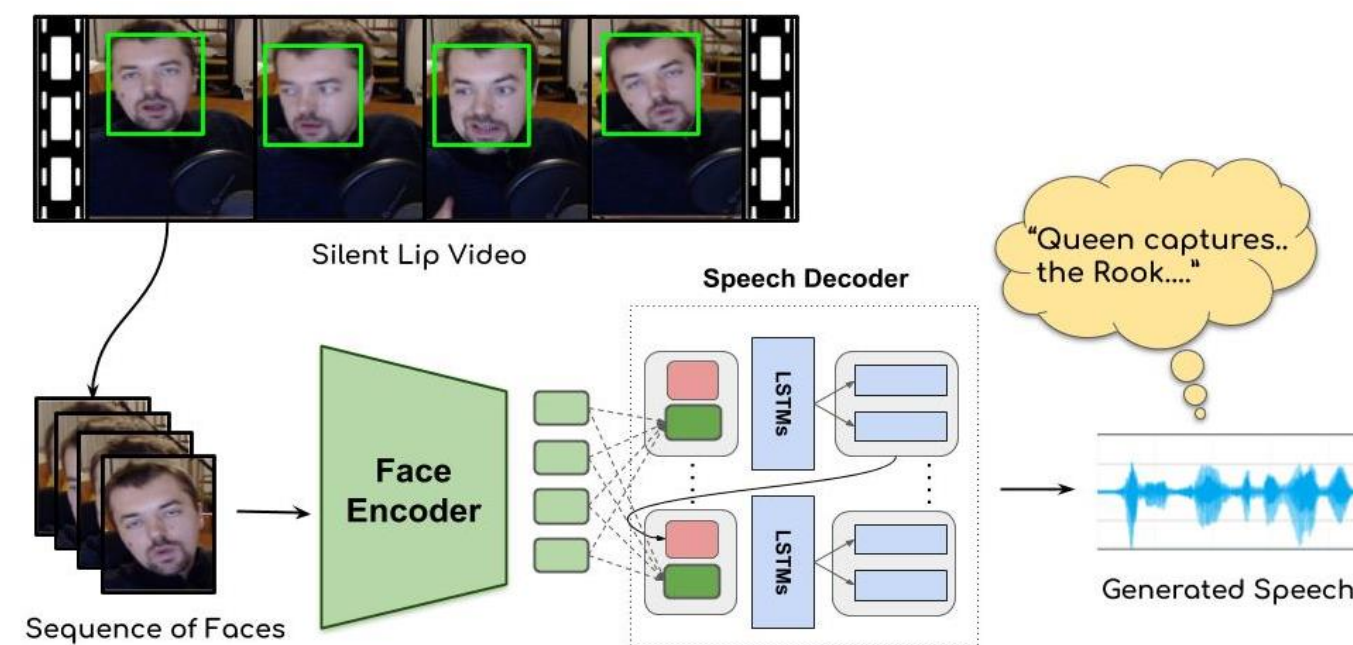 Silent Lip Video
Speech Decoder
"Queen captures..
the Rook...."
Face
Encoder
LSTMs
LSTMs
Sequence of Faces
Generated Speech